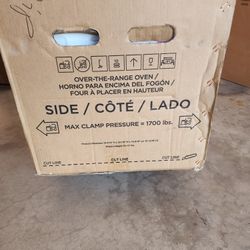 OVER-THE-RANGE OVEN /
HORNO PARA ENCIMA DEL FOGÓN /
FOUR À PLACER EN HAUTEUR
SIDE / CÔTÉ / LADO
MAX CLAMP PRESSURE = 1700 lbs.
CUT LINE
CUT LINE
CUT LINE